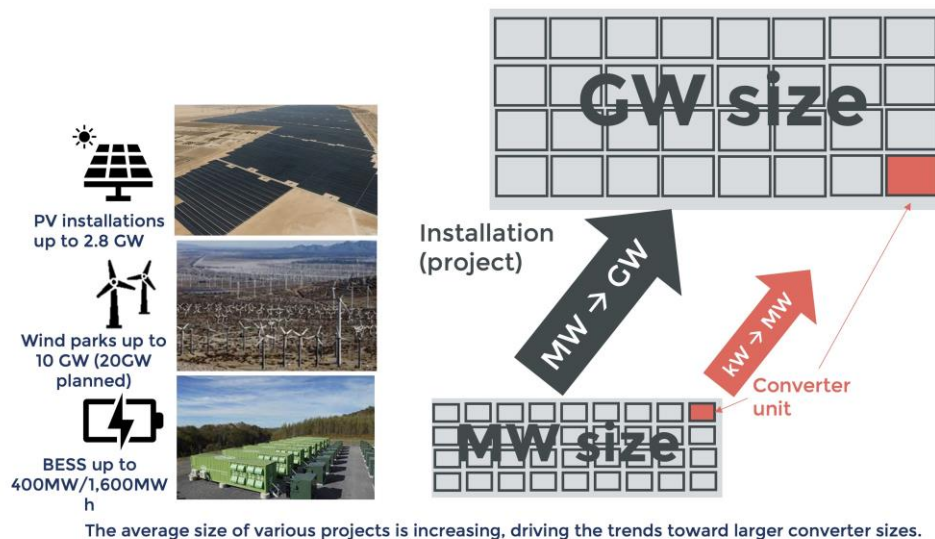 GW size
PV installations
up to 2.8 GW
Installation
(project)
MW → GW
kW → MW
Wind parks up to
10 GW (20GW
planned)
Converter
unit
MW size
BESS up to
400MW/1,600MW
h
The average size of various projects is increasing, driving the trends toward larger converter sizes.